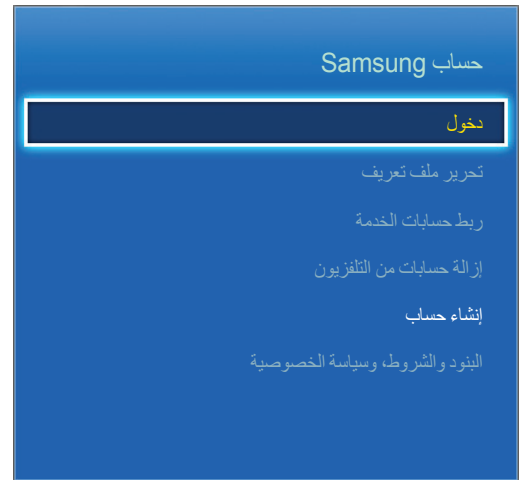 حساب Samsung
دخول
تحرير ملف تعريف
ربط حسابات الخدمة
إزالة حسابات من التلفزيون
إنشاء حساب
البنود والشروط، وسياسة الخصوصية